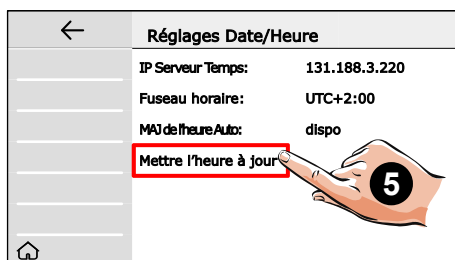 Réglages Date/Heure
IP Serveur Temps: 131.188.3.220
Fuseau horaire: UTC+2:00
MAJ de l'heure Auto: dispo
Mettre l'heure à jour
5